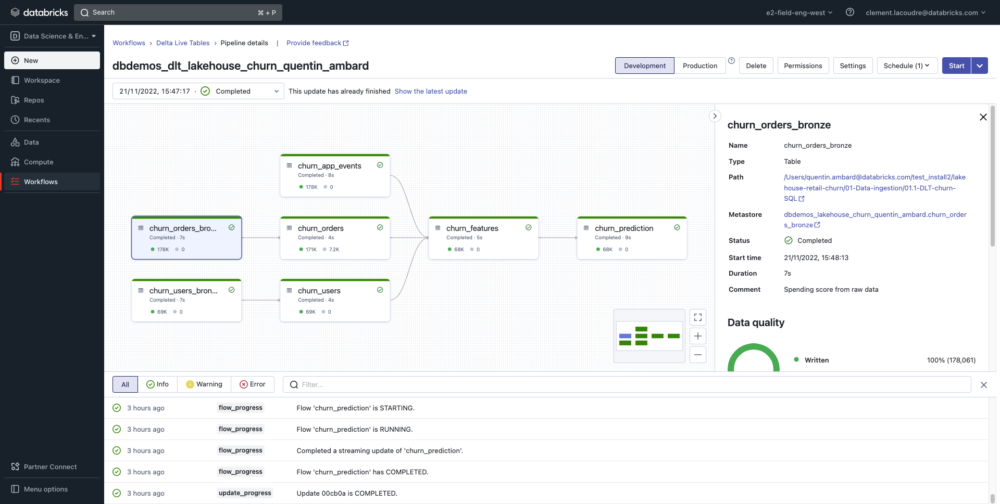 databricks
Search
⌘ + P
e2-field-eng-west
clement.lacoudre@databricks.com
D
Data Science & En...
New
Workspace
Repos
Recents
Data
Compute
Workflows
Partner Connect
Menu options
Workflows › Delta Live Tables › Pipeline details | Provide feedback
dbdemos_dlt_lakehouse_churn_quentin_ambard
Development
Production
?
Delete
Permissions
Settings
Schedule (1)
Start
21/11/2022, 15:47:17 · Completed
This update has already finished Show the latest update
churn_app_events
Completed · 8s
178K 0
churn_orders_bro...
Completed · 7s
178K 0
churn_orders
Completed · 4s
171K 7.2K
churn_features
Completed · 5s
68K 0
churn_prediction
Completed · 9s
68K 0
churn_users_bron...
Completed · 7s
69K 0
churn_users
Completed · 4s
69K 0
churn_orders_bronze
Name churn_orders_bronze
Type Table
Path /Users/quentin.ambard@databricks.com/test_install2/lake
house-retail-churn/01-Data-ingestion/01.1-DLT-churn-
SQL
Metastore dbdemos_lakehouse_churn_quentin_ambard.churn_order
s_bronze
Status Completed
Start time 21/11/2022, 15:48:13
Duration 7s
Comment Spending score from raw data
Data quality
Written 100% (178,061)
All
Info
Warning
Error
Filter...
3 hours ago flow_progress Flow 'churn_prediction' is STARTING.
3 hours ago flow_progress Flow 'churn_prediction' is RUNNING.
3 hours ago flow_progress Completed a streaming update of 'churn_prediction'.
3 hours ago flow_progress Flow 'churn_prediction' has COMPLETED.
3 hours ago update_progress Update 00cb0a is COMPLETED.